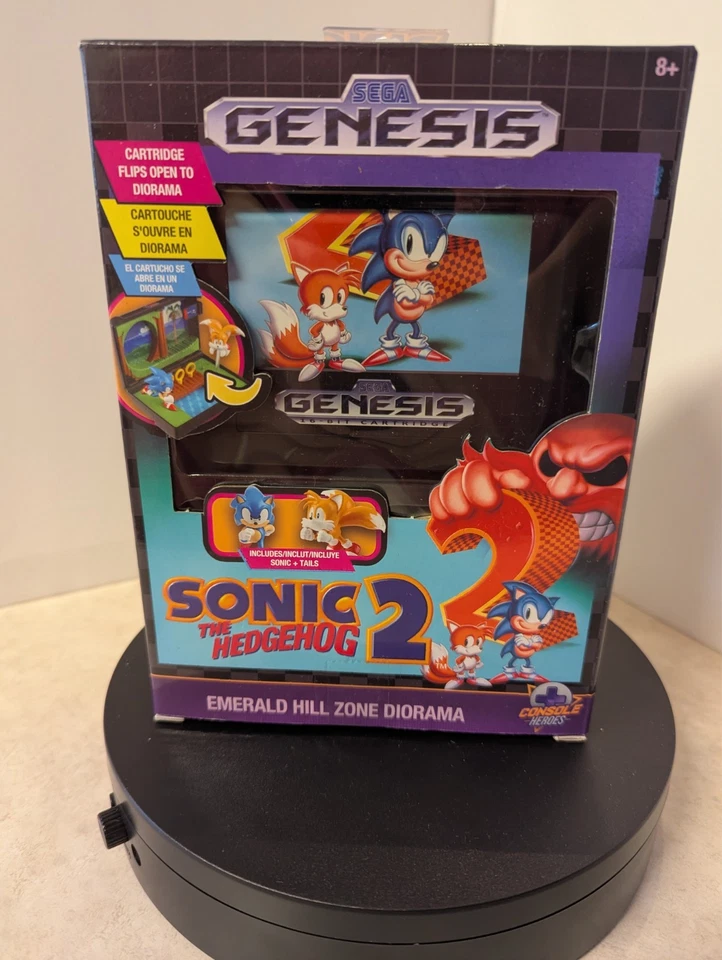 8+
SEGA
GENESIS
CARTRIDGE
FLIPS OPEN TO
DIORAMA
CARTOUCHE
S'OUVRE EN
DIORAMA
EL CARTUCHO SE
ABRE EN UN
DIORAMA
SEGA
GENESIS
16-BIT CARTRIDGE
INCLUDES/INCLUT/INCLUYE
SONIC + TAILS
2
SONIC
THE
HEDGEHOG
2
TM
EMERALD HILL ZONE DIORAMA
CONSOLE
HEROES